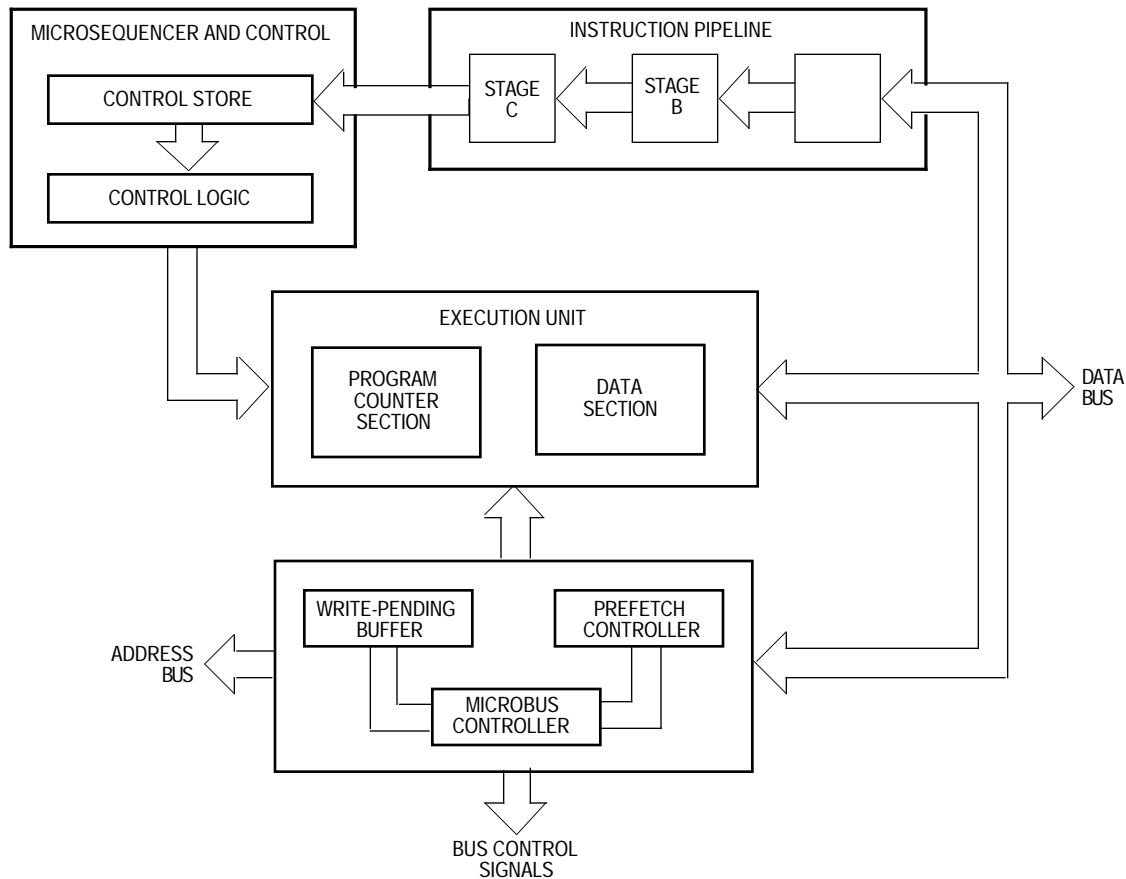 MICROSEQUENCER AND CONTROL
CONTROL STORE
CONTROL LOGIC
INSTRUCTION PIPELINE
STAGE
C
STAGE
B
EXECUTION UNIT
PROGRAM
COUNTER
SECTION
DATA
SECTION
DATA
BUS
WRITE-PENDING
BUFFER
PREFETCH
CONTROLLER
MICROBUS
CONTROLLER
ADDRESS
BUS
BUS CONTROL
SIGNALS